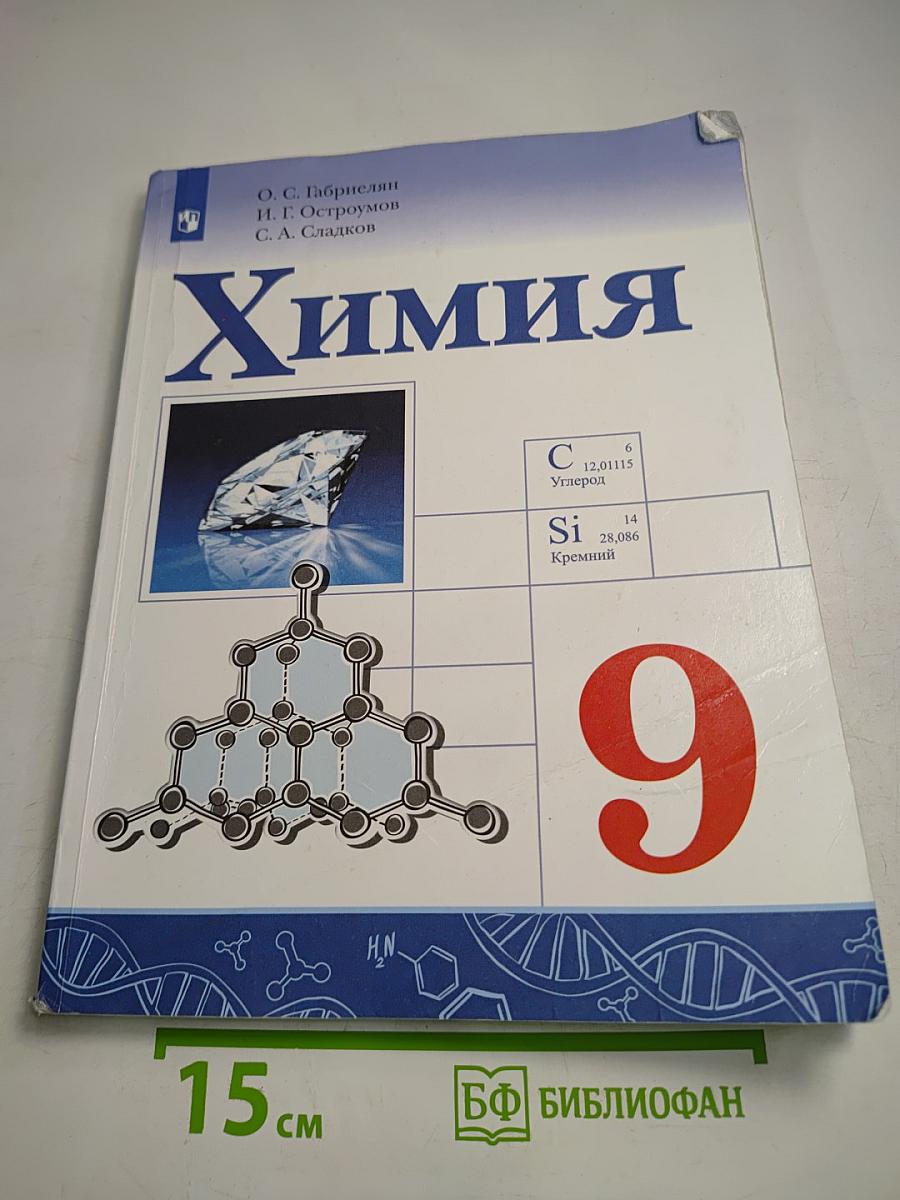 О. С. Габриелян
И. Г. Остроумов
С. А. Сладков
Химия
C 6
12,01115
Углерод
Si 14
28,086
Кремний
9
H₂N
15 см
БФ БИБЛИОФАН